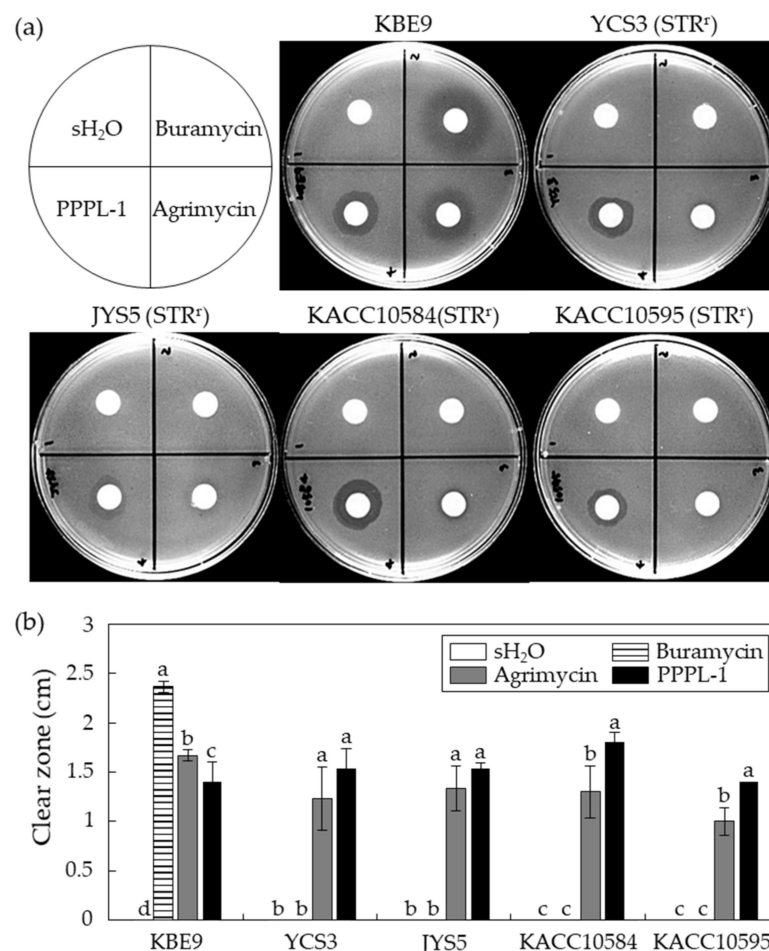 (a)
KBE9
YCS3 (STRʳ)
sH₂O
Buramycin
PPPL-1
Agrimycin
JYS5 (STRʳ)
KACC10584(STRʳ)
KACC10595 (STRʳ)
(b)
Clear zone (cm)
3
2.5
2
1.5
1
0.5
0
sH₂O
Buramycin
Agrimycin
PPPL-1
d a b c
b b a a
b b a a
c c b a
c c b a
KBE9
YCS3
JYS5
KACC10584
KACC10595